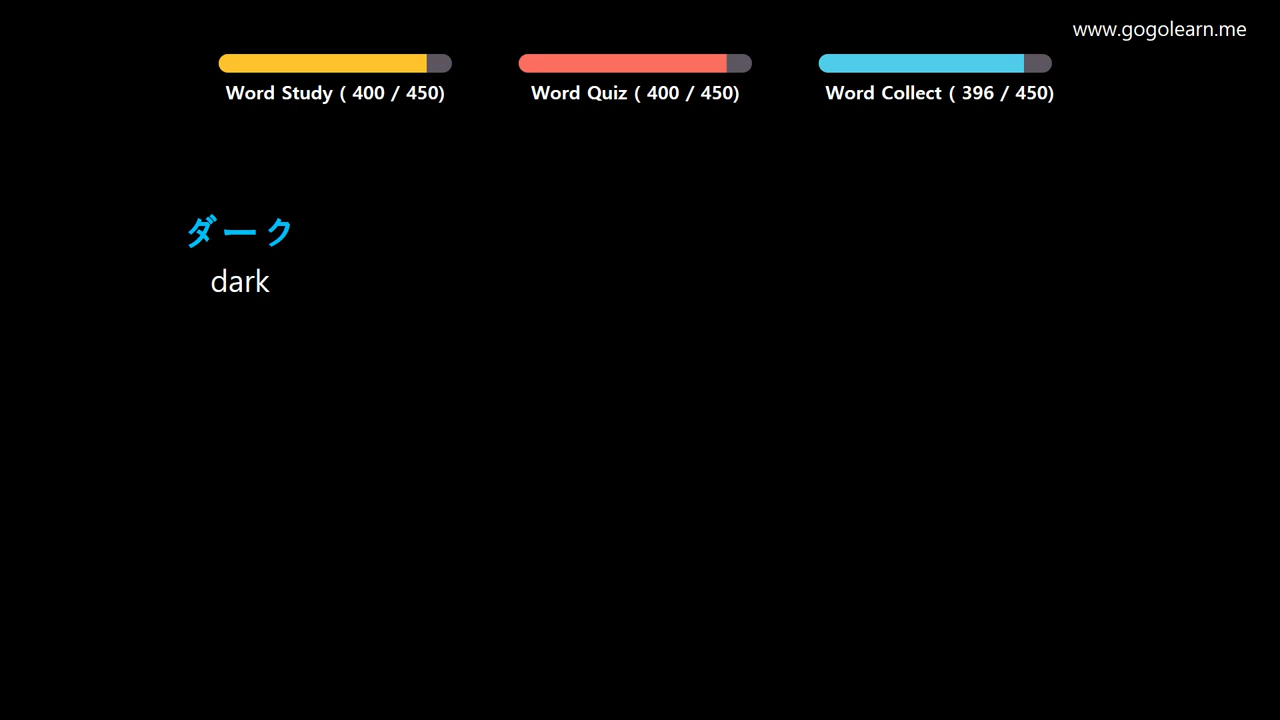 www.gogolearn.me
Word Study ( 400 / 450)
Word Quiz ( 400 / 450)
Word Collect ( 396 / 450)
ダーク
dark